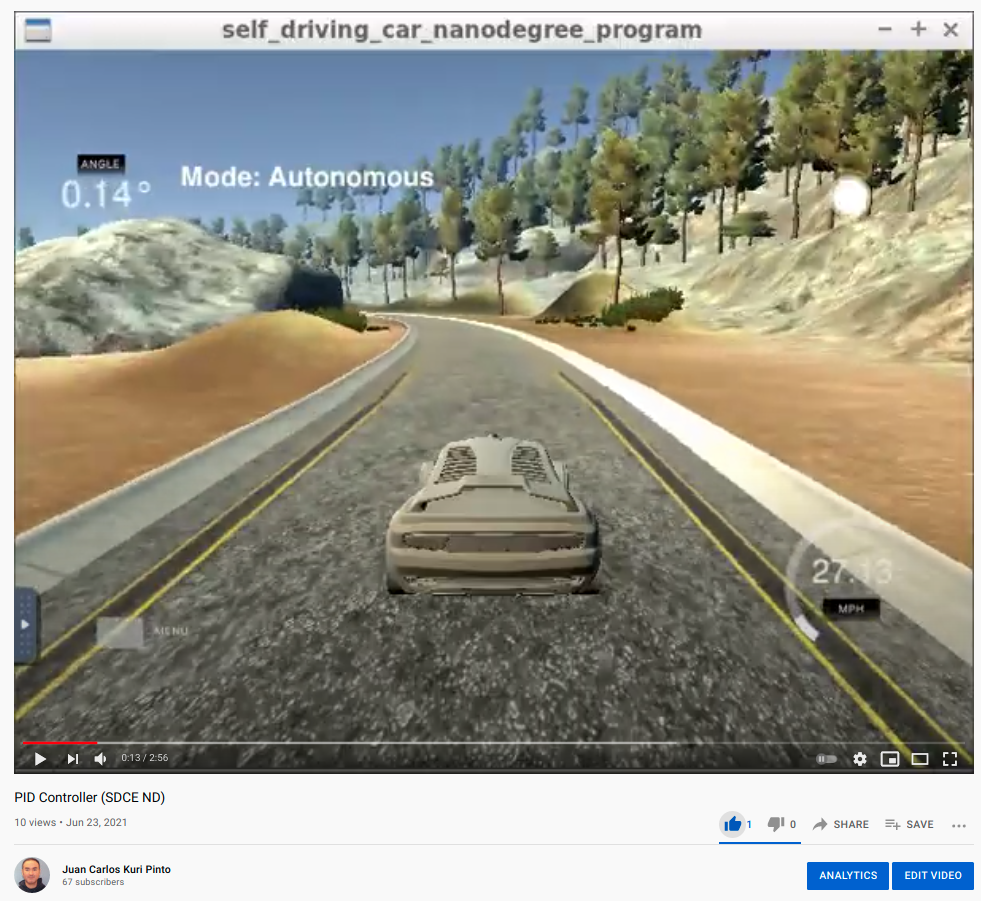 self_driving_car_nanodegree_program
ANGLE
0.14°
Mode: Autonomous
27.13
MPH
MENU
0:13 / 2:56
PID Controller (SDCE ND)
10 views • Jun 23, 2021
1
0
SHARE
SAVE
Juan Carlos Kuri Pinto
67 subscribers
ANALYTICS
EDIT VIDEO